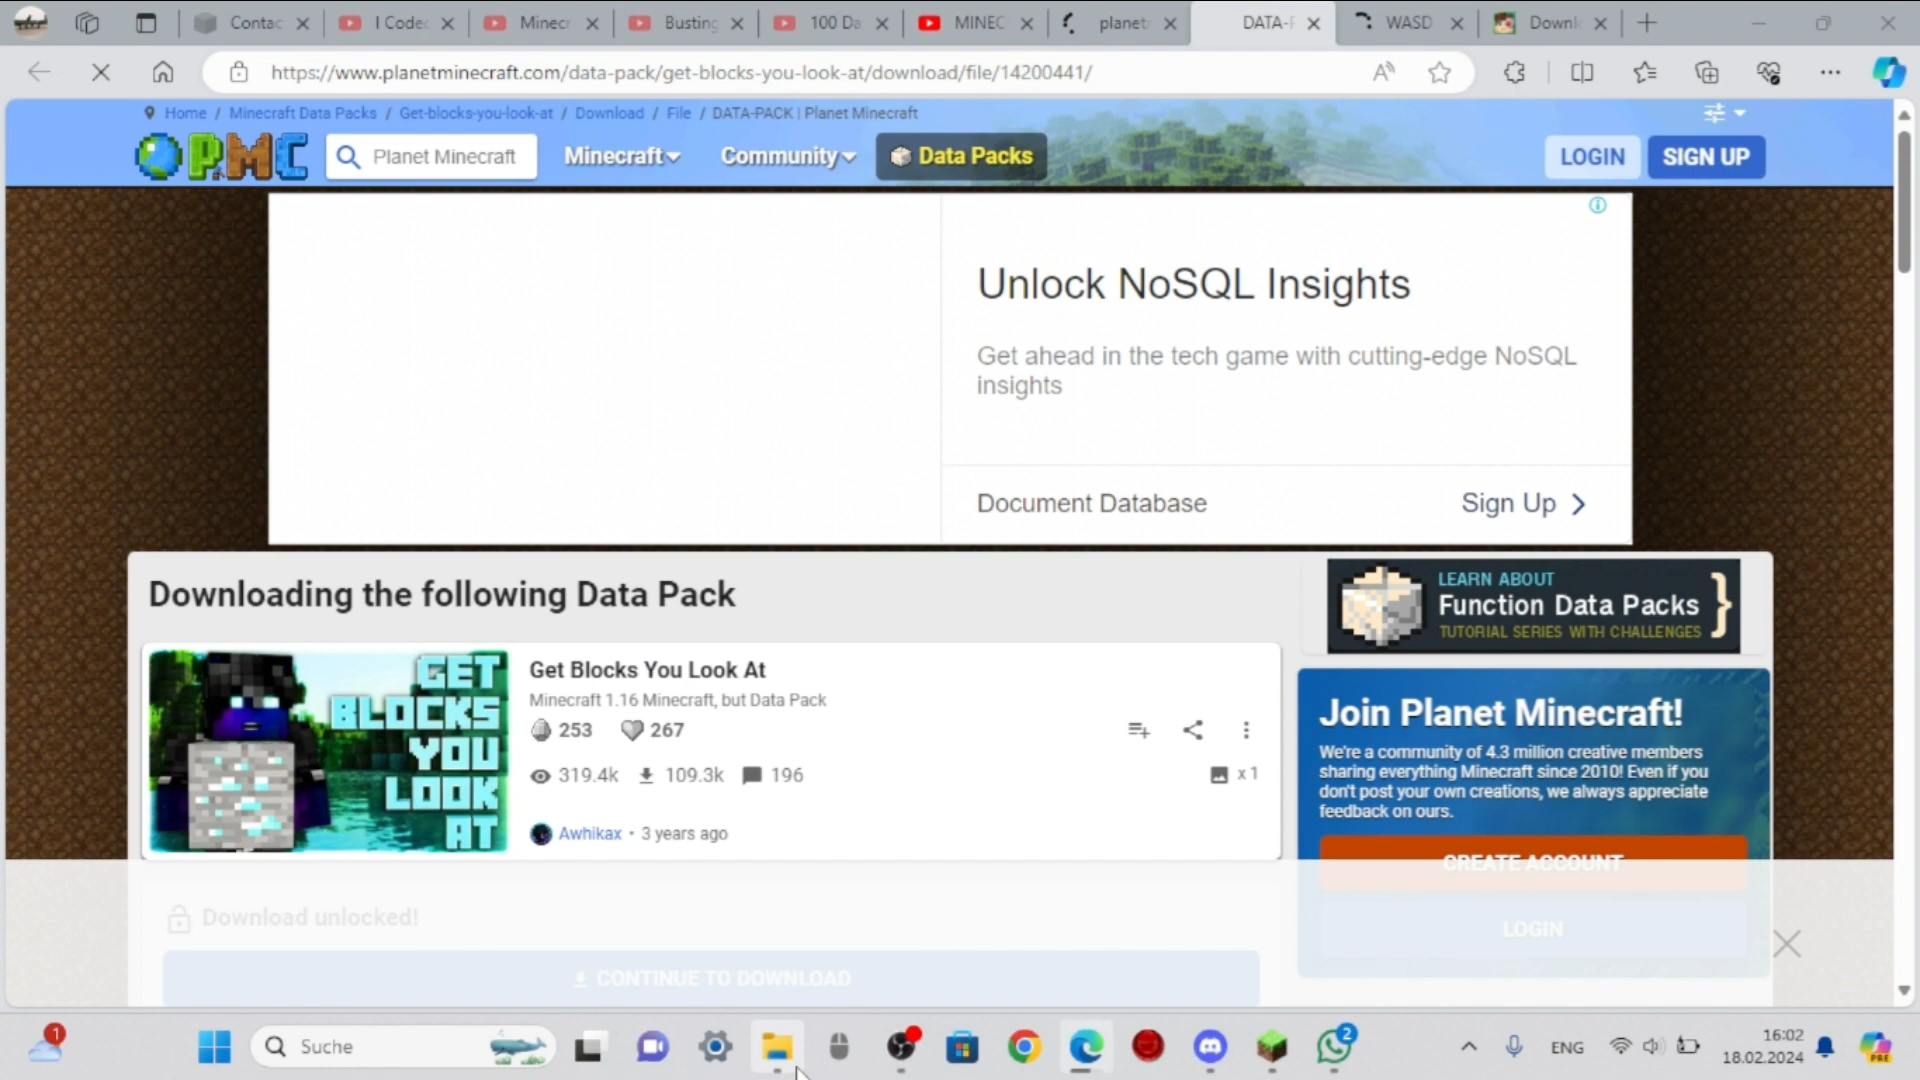 Contac
I Codec
Minecr
Busting
100 Da
MINEC
planetr
DATA-P
WASD
Downl
https://www.planetminecraft.com/data-pack/get-blocks-you-look-at/download/file/14200441/
Home / Minecraft Data Packs / Get-blocks-you-look-at / Download / File / DATA-PACK | Planet Minecraft
PMC
Planet Minecraft
Minecraft
Community
Data Packs
LOGIN
SIGN UP
Unlock NoSQL Insights
Get ahead in the tech game with cutting-edge NoSQL
insights
Document Database
Sign Up
Downloading the following Data Pack
GET
BLOCKS
YOU
LOOK
AT
Get Blocks You Look At
Minecraft 1.16 Minecraft, but Data Pack
253 267
319.4k 109.3k 196
x 1
Awhikax • 3 years ago
LEARN ABOUT
Function Data Packs }
TUTORIAL SERIES WITH CHALLENGES
Join Planet Minecraft!
We're a community of 4.3 million creative members
sharing everything Minecraft since 2010! Even if you
don't post your own creations, we always appreciate
feedback on ours.
CREATE ACCOUNT
LOGIN
Download unlocked!
CONTINUE TO DOWNLOAD
1
Suche
2
ENG
16:02
18.02.2024
PRE